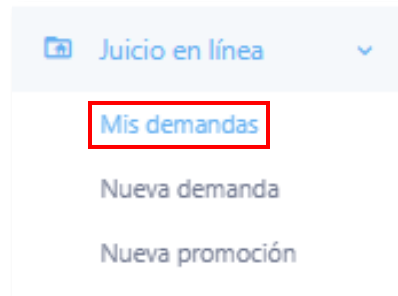 Juicio en línea
Mis demandas
Nueva demanda
Nueva promoción